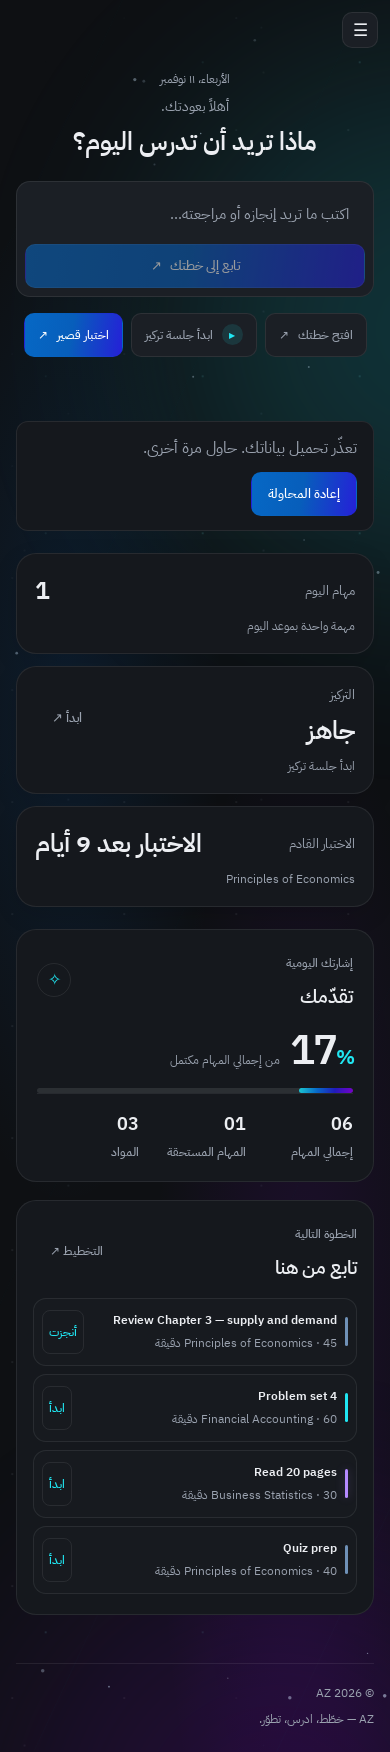 ☰
الأربعاء، ١١ نوفمبر
أهلاً بعودتك.
ماذا تريد أن تدرس اليوم؟
اكتب ما تريد إنجازه أو مراجعته...
تابع إلى خطتك ↗
افتح خطتك ↗
ابدأ جلسة تركيز
اختبار قصير ↗
تعذّر تحميل بياناتك. حاول مرة أخرى.
إعادة المحاولة
مهام اليوم
1
مهمة واحدة بموعد اليوم
التركيز
جاهز
ابدأ جلسة تركيز
ابدأ ↗
الاختبار القادم
الاختبار بعد 9 أيام
Principles of Economics
إشارتك اليومية
تقدّمك
17%
من إجمالي المهام مكتمل
06
إجمالي المهام
01
المهام المستحقة
03
المواد
الخطوة التالية
تابع من هنا
التخطيط ↗
Review Chapter 3 — supply and demand
Principles of Economics · 45 دقيقة
أنجزت
Problem set 4
Financial Accounting · 60 دقيقة
ابدأ
Read 20 pages
Business Statistics · 30 دقيقة
ابدأ
Quiz prep
Principles of Economics · 40 دقيقة
ابدأ
© 2026 AZ
AZ — خطّط، ادرس، تطوّر.